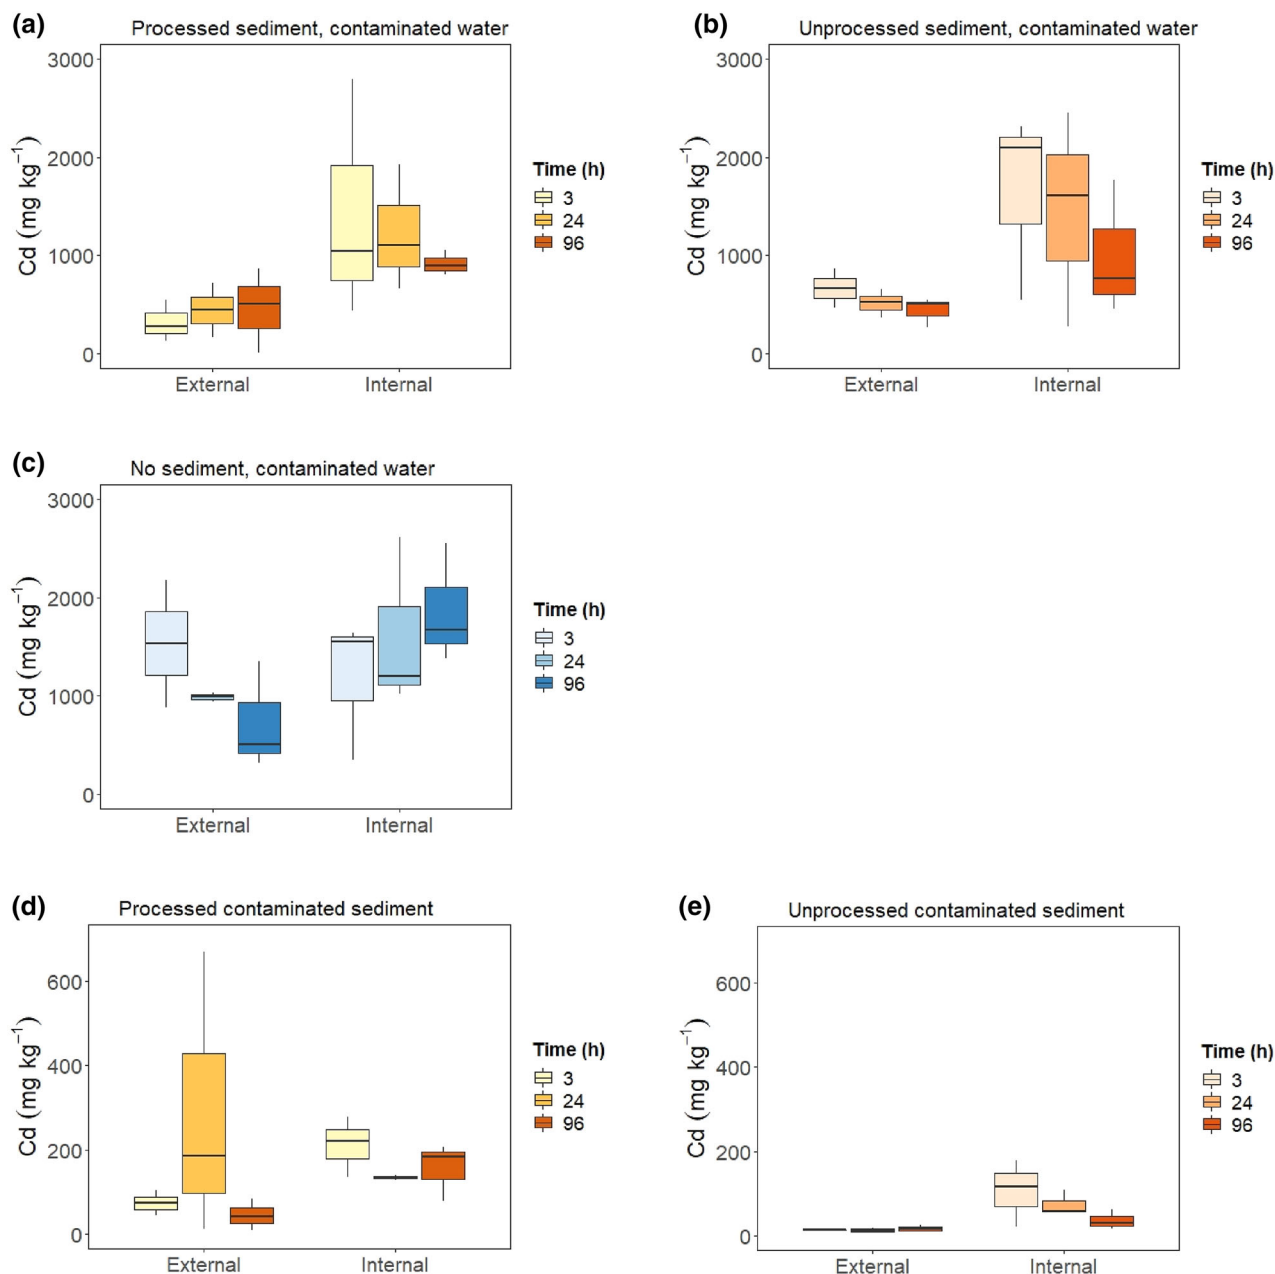 (a) Processed sediment, contaminated water
3000
2000
1000
0
Cd (mg kg⁻¹)
External Internal
Time (h)
3
24
96
(b) Unprocessed sediment, contaminated water
3000
2000
1000
0
Cd (mg kg⁻¹)
External Internal
Time (h)
3
24
96
(c) No sediment, contaminated water
3000
2000
1000
0
Cd (mg kg⁻¹)
External Internal
Time (h)
3
24
96
(d) Processed contaminated sediment
600
400
200
0
Cd (mg kg⁻¹)
External Internal
Time (h)
3
24
96
(e) Unprocessed contaminated sediment
600
400
200
0
Cd (mg kg⁻¹)
External Internal
Time (h)
3
24
96